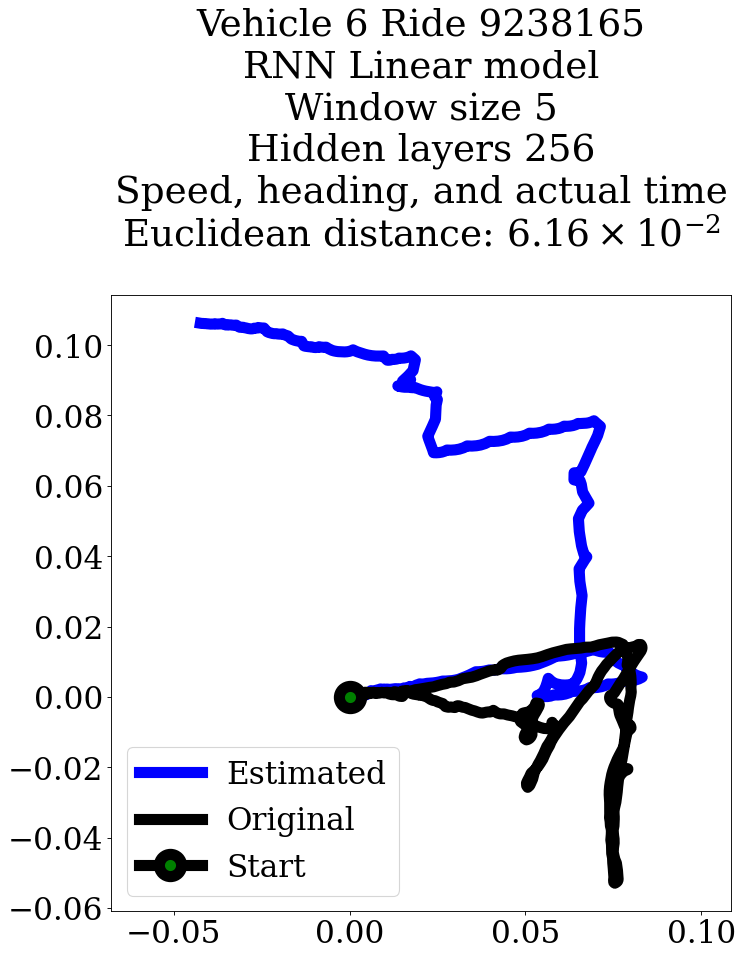 Vehicle 6 Ride 9238165
RNN Linear model
Window size 5
Hidden layers 256
Speed, heading, and actual time
Euclidean distance: 6.16 × 10⁻²
0.10
0.08
0.06
0.04
0.02
0.00
−0.02
−0.04
−0.06
Estimated
Original
Start
−0.05
0.00
0.05
0.10